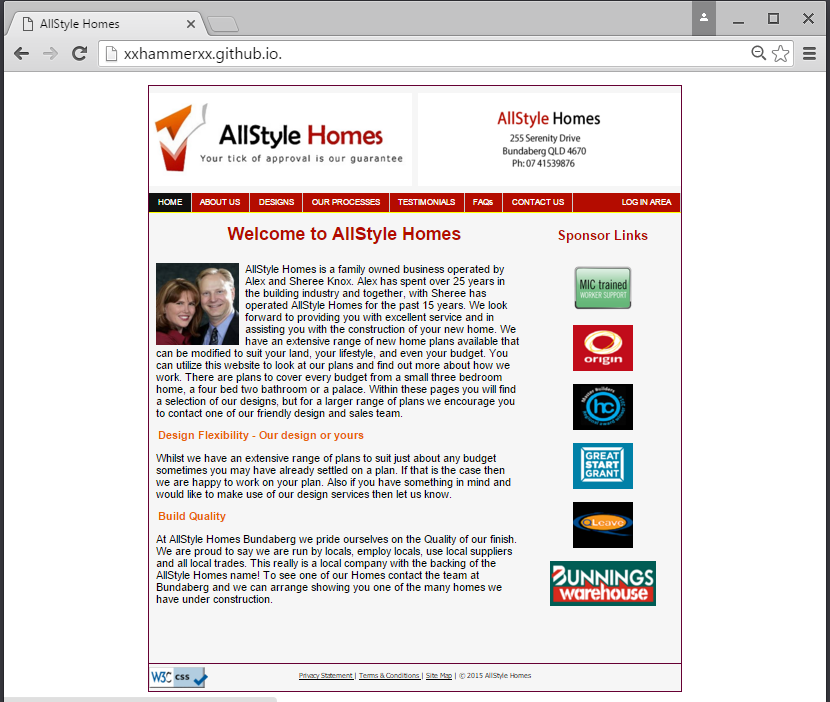 AllStyle Homes
xxhammerxx.github.io.
AllStyle Homes
Your tick of approval is our guarantee
AllStyle Homes
255 Serenity Drive
Bundaberg QLD 4670
Ph: 07 41539876
HOME ABOUT US DESIGNS OUR PROCESSES TESTIMONIALS FAQs CONTACT US LOG IN AREA
Welcome to AllStyle Homes
AllStyle Homes is a family owned business operated by
Alex and Sheree Knox. Alex has spent over 25 years in
the building industry and together, with Sheree has
operated AllStyle Homes for the past 15 years. We look
forward to providing you with excellent service and in
assisting you with the construction of your new home. We
have an extensive range of new home plans available that
can be modified to suit your land, your lifestyle, and even your budget. You
can utilize this website to look at our plans and find out more about how we
work. There are plans to cover every budget from a small three bedroom
home, a four bed two bathroom or a palace. Within these pages you will find
a selection of our designs, but for a larger range of plans we encourage you
to contact one of our friendly design and sales team.
Design Flexibility - Our design or yours
Whilst we have an extensive range of plans to suit just about any budget
sometimes you may have already settled on a plan. If that is the case then
we are happy to work on your plan. Also if you have something in mind and
would like to make use of our design services then let us know.
Build Quality
At AllStyle Homes Bundaberg we pride ourselves on the Quality of our finish.
We are proud to say we are run by locals, employ locals, use local suppliers
and all local trades. This really is a local company with the backing of the
AllStyle Homes name! To see one of our Homes contact the team at
Bundaberg and we can arrange showing you one of the many homes we
have under construction.
Sponsor Links
MIC trained
WORKER SUPPORT
origin
Master Builders
hc
GREAT
START
GRANT
QLeave
BUNNINGS
warehouse
W3C css
Privacy Statement | Terms & Conditions | Site Map | © 2015 AllStyle Homes